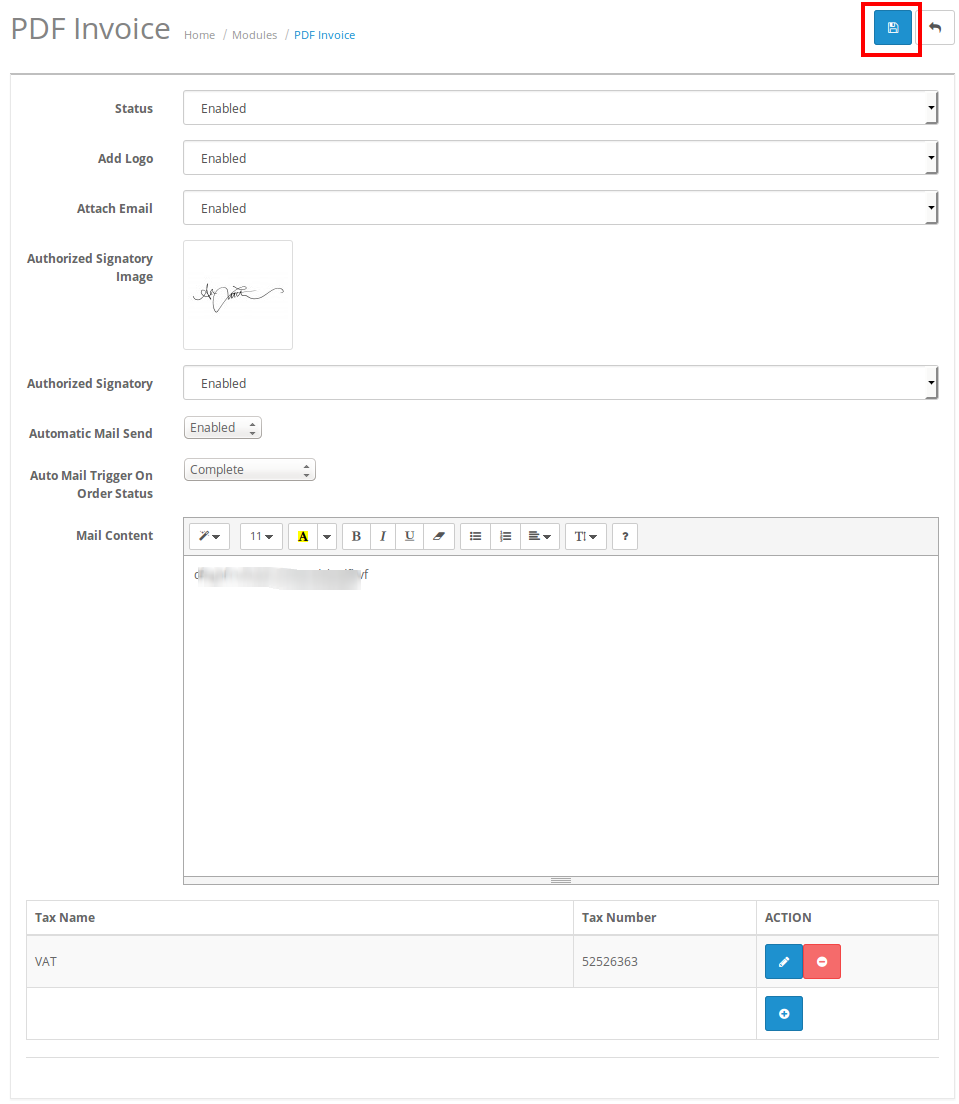 PDF Invoice Home / Modules / PDF Invoice
Status Enabled
Add Logo Enabled
Attach Email Enabled
Authorized Signatory
Image
Authorized Signatory Enabled
Automatic Mail Send Enabled
Auto Mail Trigger On
Order Status
Complete
Mail Content
11 A B I U T ?
Tax Name Tax Number ACTION
VAT 52526363